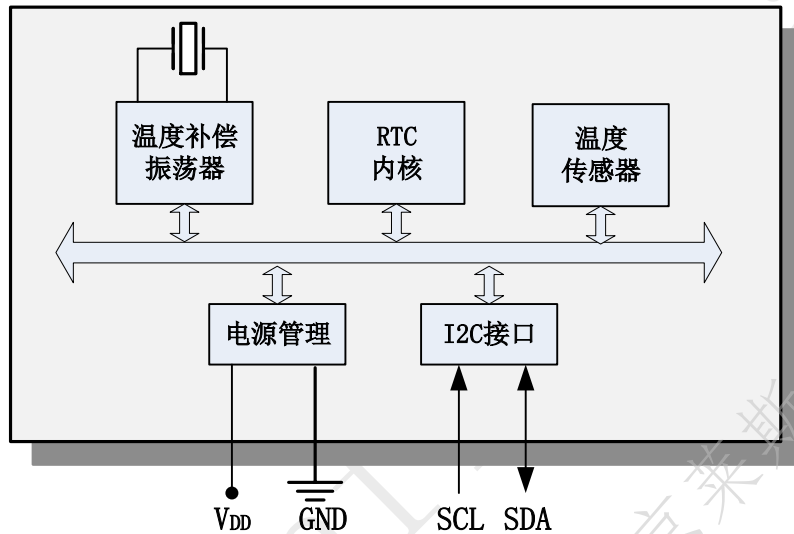 温度补偿
振荡器
RTC
内核
温度
传感器
电源管理
I2C接口
VDD
GND
SCL
SDA